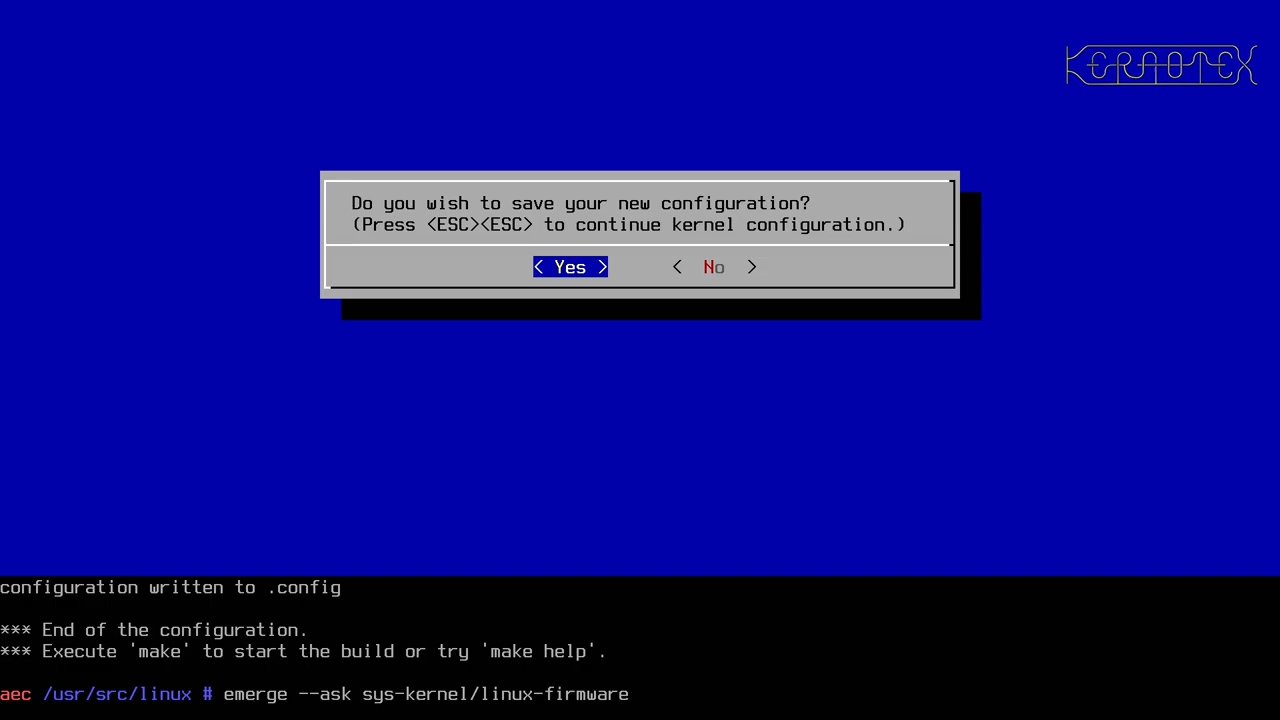 KERNOTEX
Do you wish to save your new configuration?
(Press <ESC><ESC> to continue kernel configuration.)
< Yes > < No >
configuration written to .config
*** End of the configuration.
*** Execute 'make' to start the build or try 'make help'.
aec /usr/src/linux # emerge --ask sys-kernel/linux-firmware